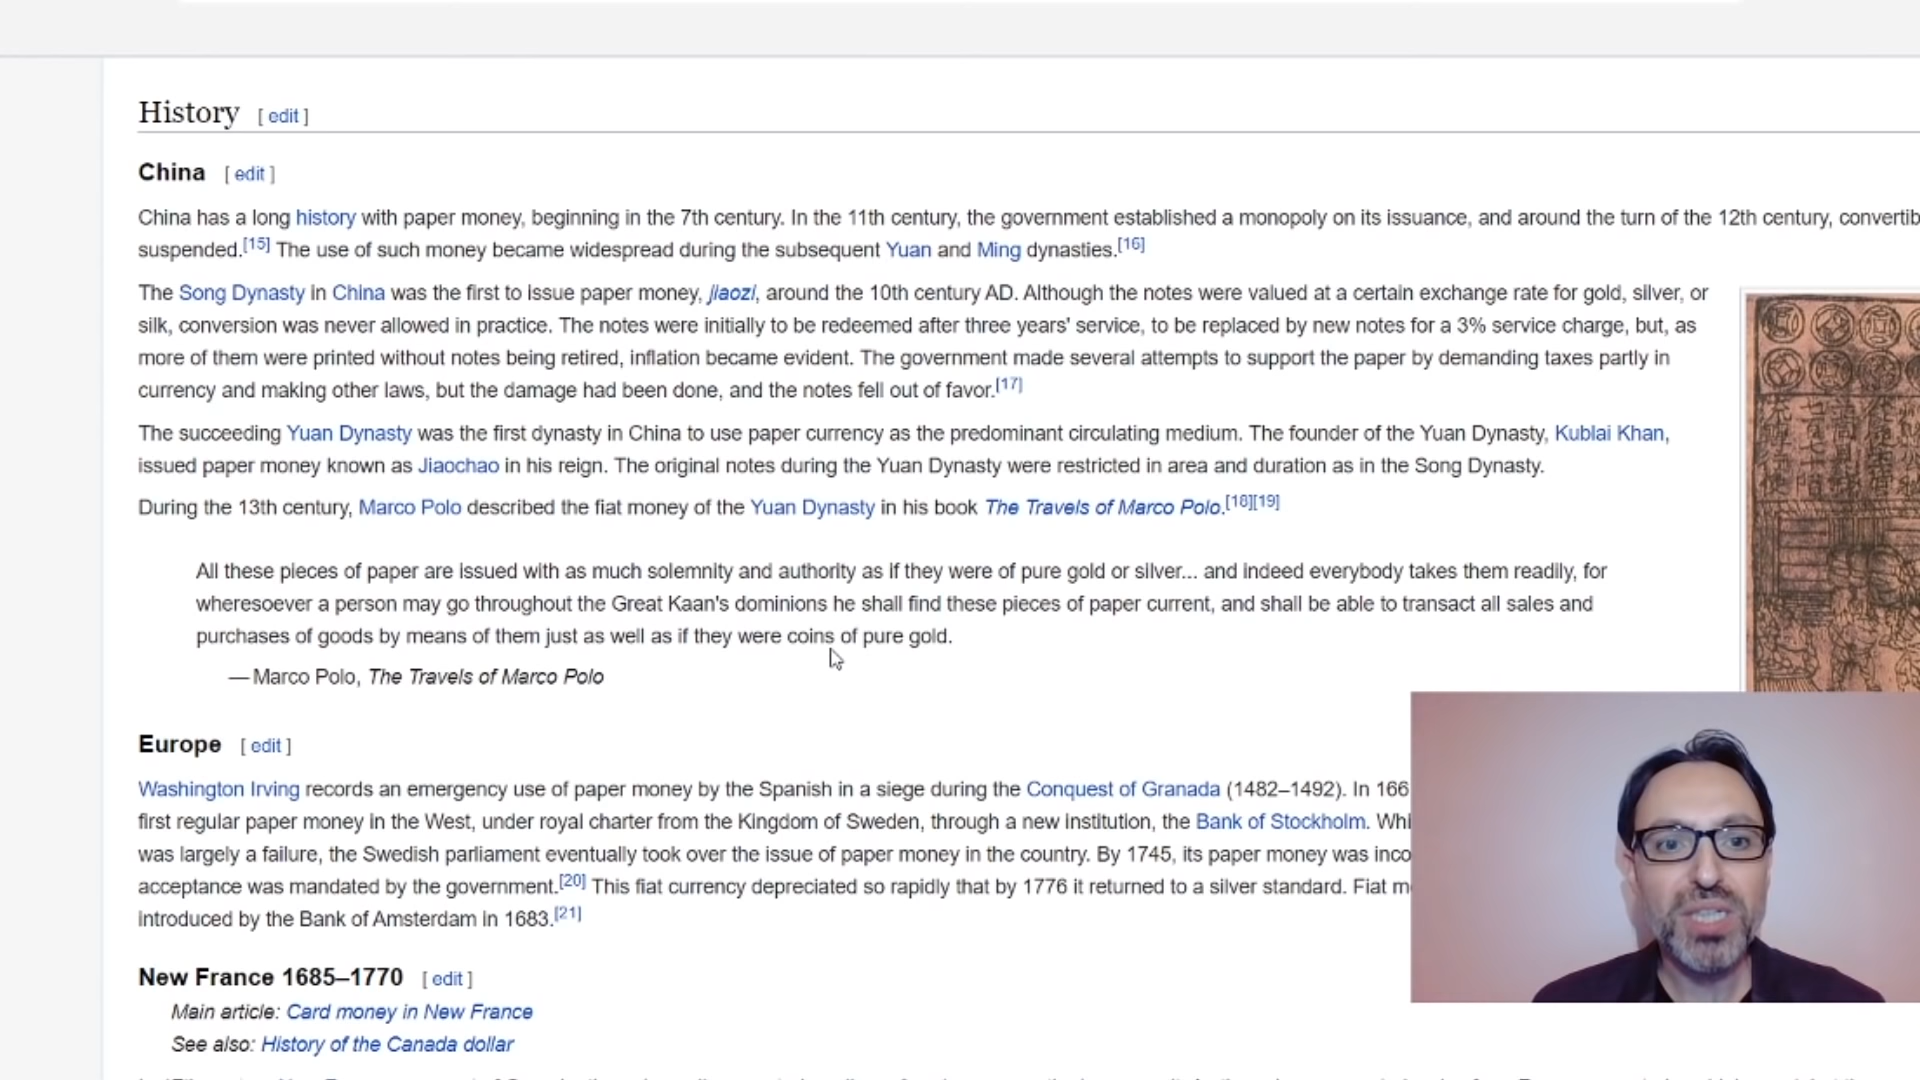 History [ edit ]
China [ edit ]
China has a long history with paper money, beginning in the 7th century. In the 11th century, the government established a monopoly on its issuance, and around the turn of the 12th century,
suspended.[15] The use of such money became widespread during the subsequent Yuan and Ming dynasties.[16]
The Song Dynasty in China was the first to issue paper money, jiaozi, around the 10th century AD. Although the notes were valued at a certain exchange rate for gold, silver, or
silk, conversion was never allowed in practice. The notes were initially to be redeemed after three years' service, to be replaced by new notes for a 3% service charge, but, as
more of them were printed without notes being retired, inflation became evident. The government made several attempts to support the paper by demanding taxes partly in
currency and making other laws, but the damage had been done, and the notes fell out of favor.[17]
The succeeding Yuan Dynasty was the first dynasty in China to use paper currency as the predominant circulating medium. The founder of the Yuan Dynasty, Kublai Khan,
issued paper money known as Jiaochao in his reign. The original notes during the Yuan Dynasty were restricted in area and duration as in the Song Dynasty.
During the 13th century, Marco Polo described the fiat money of the Yuan Dynasty in his book The Travels of Marco Polo.[18][19]
All these pieces of paper are issued with as much solemnity and authority as if they were of pure gold or silver... and indeed everybody takes them readily, for
wheresoever a person may go throughout the Great Kaan's dominions he shall find these pieces of paper current, and shall be able to transact all sales and
purchases of goods by means of them just as well as if they were coins of pure gold.
— Marco Polo, The Travels of Marco Polo
Europe [ edit ]
Washington Irving records an emergency use of paper money by the Spanish in a siege during the Conquest of Granada (1482–1492). In 166
first regular paper money in the West, under royal charter from the Kingdom of Sweden, through a new institution, the Bank of Stockholm. Whi
was largely a failure, the Swedish parliament eventually took over the issue of paper money in the country. By 1745, its paper money was inco
acceptance was mandated by the government.[20] This fiat currency depreciated so rapidly that by 1776 it returned to a silver standard. Fiat m
introduced by the Bank of Amsterdam in 1683.[21]
New France 1685–1770 [ edit ]
Main article: Card money in New France
See also: History of the Canada dollar